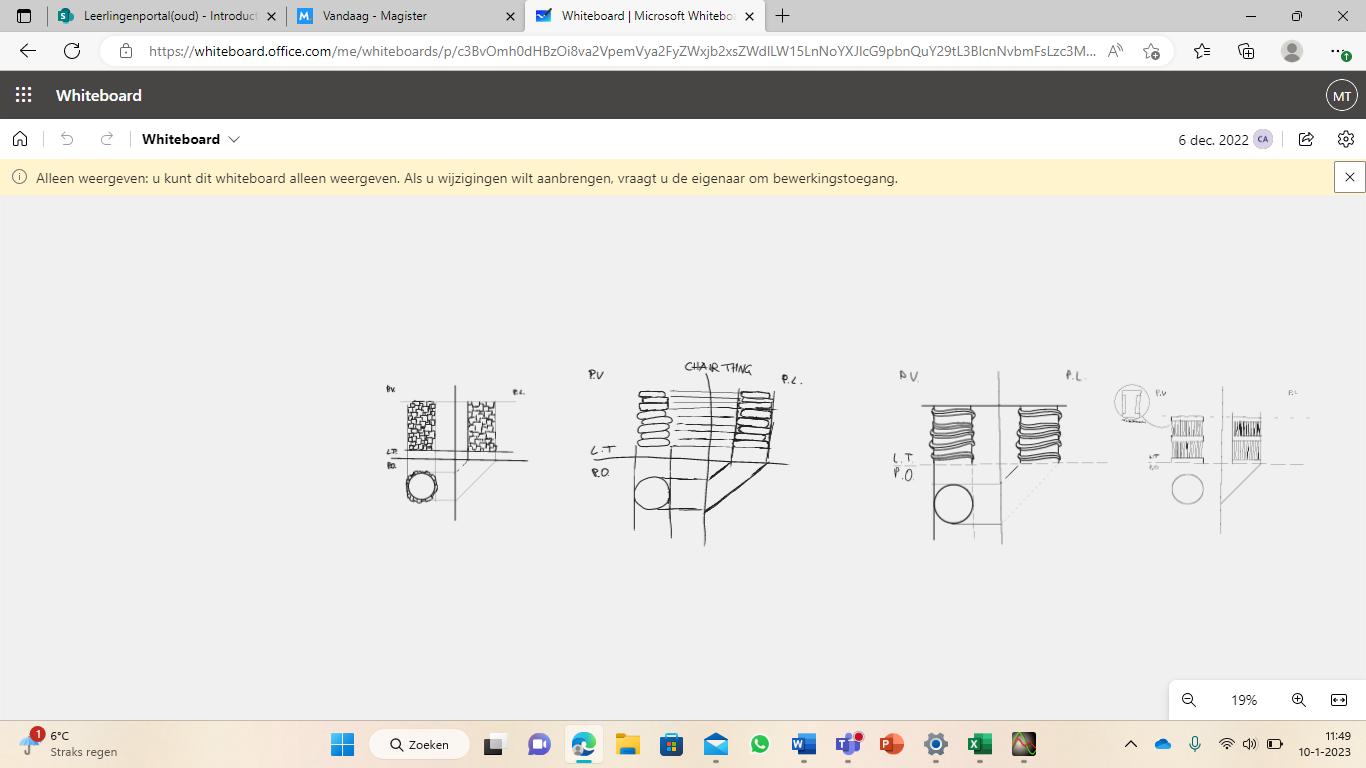 Leerlingenportal(oud) - Introduct
Vandaag - Magister
Whiteboard | Microsoft Whiteboa
https://whiteboard.office.com/me/whiteboards/p/c3BvOmh0dHBzOi8va2VpemVya2FyZWxjb2xsZWdlLW15LnNoYXJlcG9pbnQuY29tL3BlcnNvbmFsLzc3M...
Whiteboard
MT
Whiteboard
6 dec. 2022 CA
Alleen weergeven: u kunt dit whiteboard alleen weergeven. Als u wijzigingen wilt aanbrengen, vraagt u de eigenaar om bewerkingstoegang.
P.V. P.L.
L.T.
P.O.
P.V CHAIR THING P.L.
L.T
P.O.
P.V. P.L.
L.T.
P.O.
P.V P.L
L.T
P.O
19%
1
6°C
Straks regen
Zoeken
11:49
10-1-2023